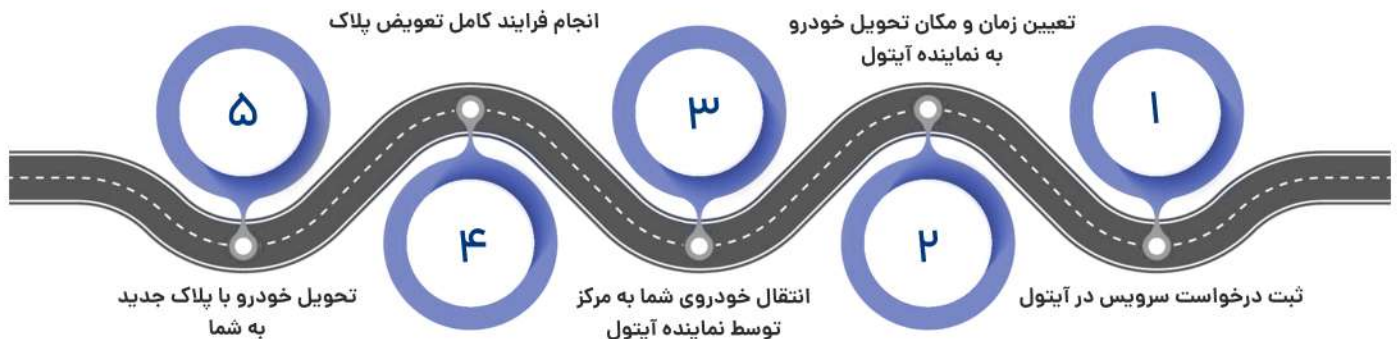 ۱
ثبت درخواست سرویس در آیتول
۲
تعیین زمان و مکان تحویل خودرو
به نماینده آیتول
۳
انتقال خودروی شما به مرکز
توسط نماینده آیتول
۴
انجام فرایند کامل تعویض پلاک
۵
تحویل خودرو با پلاک جدید
به شما